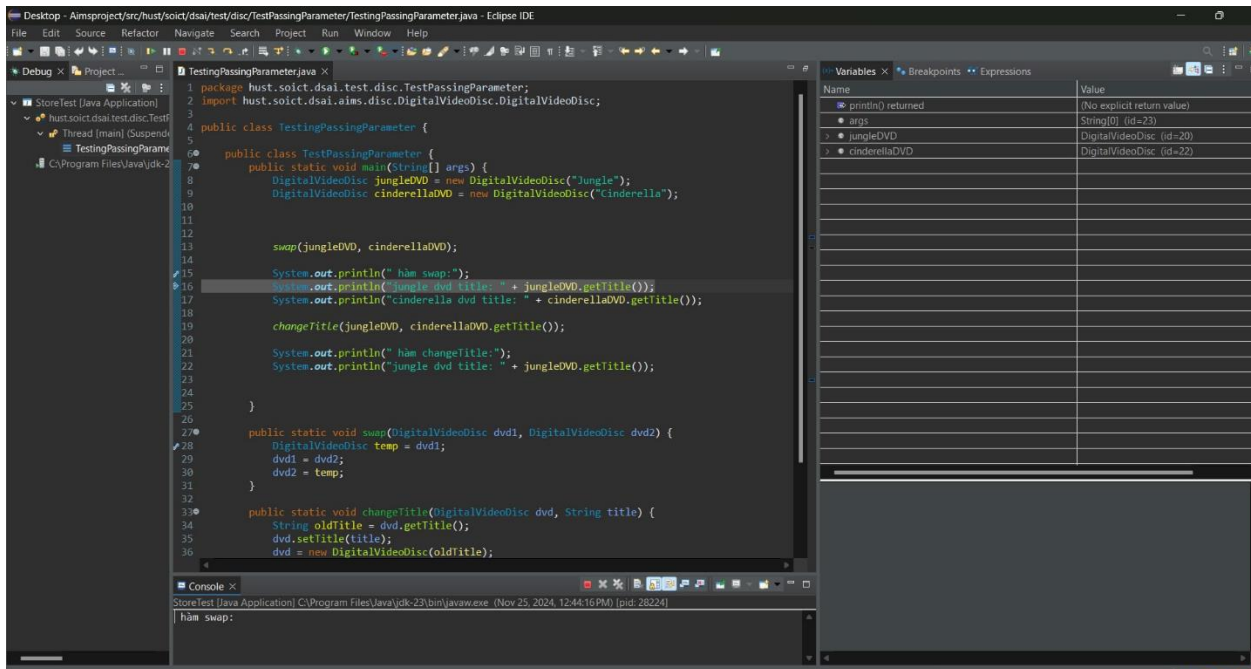 Desktop - Aimsproject/src/hust/soict/dsai/test/disc/TestPassingParameter/TestingPassingParameter.java - Eclipse IDE
File Edit Source Refactor Navigate Search Project Run Window Help
Debug Project ...
StoreTest [Java Application]
hust.soict.dsai.test.disc.TestF
Thread [main] (Suspende
TestingPassingParame
C:\Program Files\Java\jdk-2
TestingPassingParameter.java
1 package hust.soict.dsai.test.disc.TestPassingParameter;
2 import hust.soict.dsai.aims.disc.DigitalVideoDisc.DigitalVideoDisc;
3
4 public class TestingPassingParameter {
5
6 public class TestPassingParameter {
7 public static void main(String[] args) {
8 DigitalVideoDisc jungleDVD = new DigitalVideoDisc("Jungle");
9 DigitalVideoDisc cinderellaDVD = new DigitalVideoDisc("Cinderella");
10
11
12
13 swap(jungleDVD, cinderellaDVD);
14
15 System.out.println(" hàm swap:");
16 System.out.println("jungle dvd title: " + jungleDVD.getTitle());
17 System.out.println("cinderella dvd title: " + cinderellaDVD.getTitle());
18
19 changeTitle(jungleDVD, cinderellaDVD.getTitle());
20
21 System.out.println(" hàm changeTitle:");
22 System.out.println("jungle dvd title: " + jungleDVD.getTitle());
23
24
25 }
26
27 public static void swap(DigitalVideoDisc dvd1, DigitalVideoDisc dvd2) {
28 DigitalVideoDisc temp = dvd1;
29 dvd1 = dvd2;
30 dvd2 = temp;
31 }
32
33 public static void changeTitle(DigitalVideoDisc dvd, String title) {
34 String oldTitle = dvd.getTitle();
35 dvd.setTitle(title);
36 dvd = new DigitalVideoDisc(oldTitle);
Console
StoreTest [Java Application] C:\Program Files\Java\jdk-23\bin\javaw.exe (Nov 25, 2024, 12:44:16 PM) [pid: 28224]
hàm swap:
Variables Breakpoints Expressions
Name Value
println() returned (No explicit return value)
args String[0] (id=23)
jungleDVD DigitalVideoDisc (id=20)
cinderellaDVD DigitalVideoDisc (id=22)